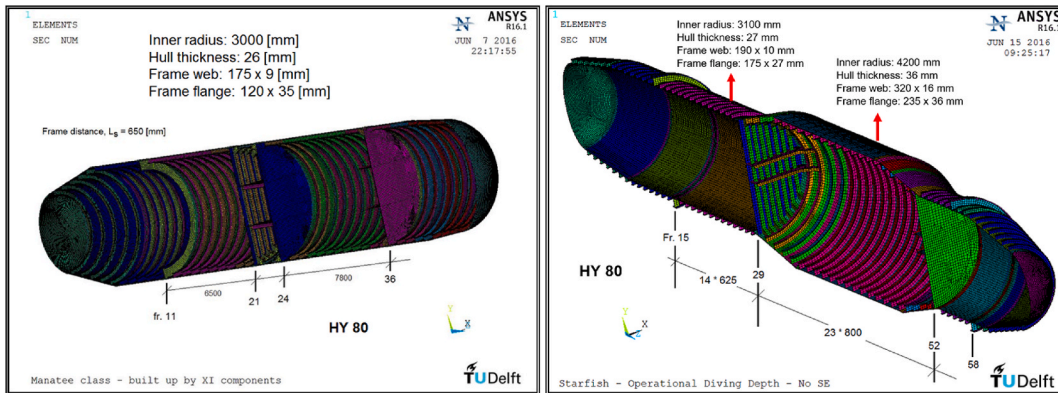 1
ELEMENTS
SEC NUM
Inner radius: 3000 [mm]
Hull thickness: 26 [mm]
Frame web: 175 x 9 [mm]
Frame flange: 120 x 35 [mm]
N ANSYS
R16.1
JUN 7 2016
22:17:55
Frame distance, Ls = 650 [mm]
6500
7800
fr. 11
21
24
36
HY 80
Y
X
Manatee class - built up by XI components
TUDelft
1
ELEMENTS
SEC NUM
Inner radius: 3100 mm
Hull thickness: 27 mm
Frame web: 190 x 10 mm
Frame flange: 175 x 27 mm
N ANSYS
R16.1
JUN 15 2016
09:25:17
Inner radius: 4200 mm
Hull thickness: 36 mm
Frame web: 320 x 16 mm
Frame flange: 235 x 36 mm
Fr. 15
29
14 * 625
HY 80
23 * 800
52
58
Y
X
Z
Starfish - Operational Diving Depth - No SE
TUDelft